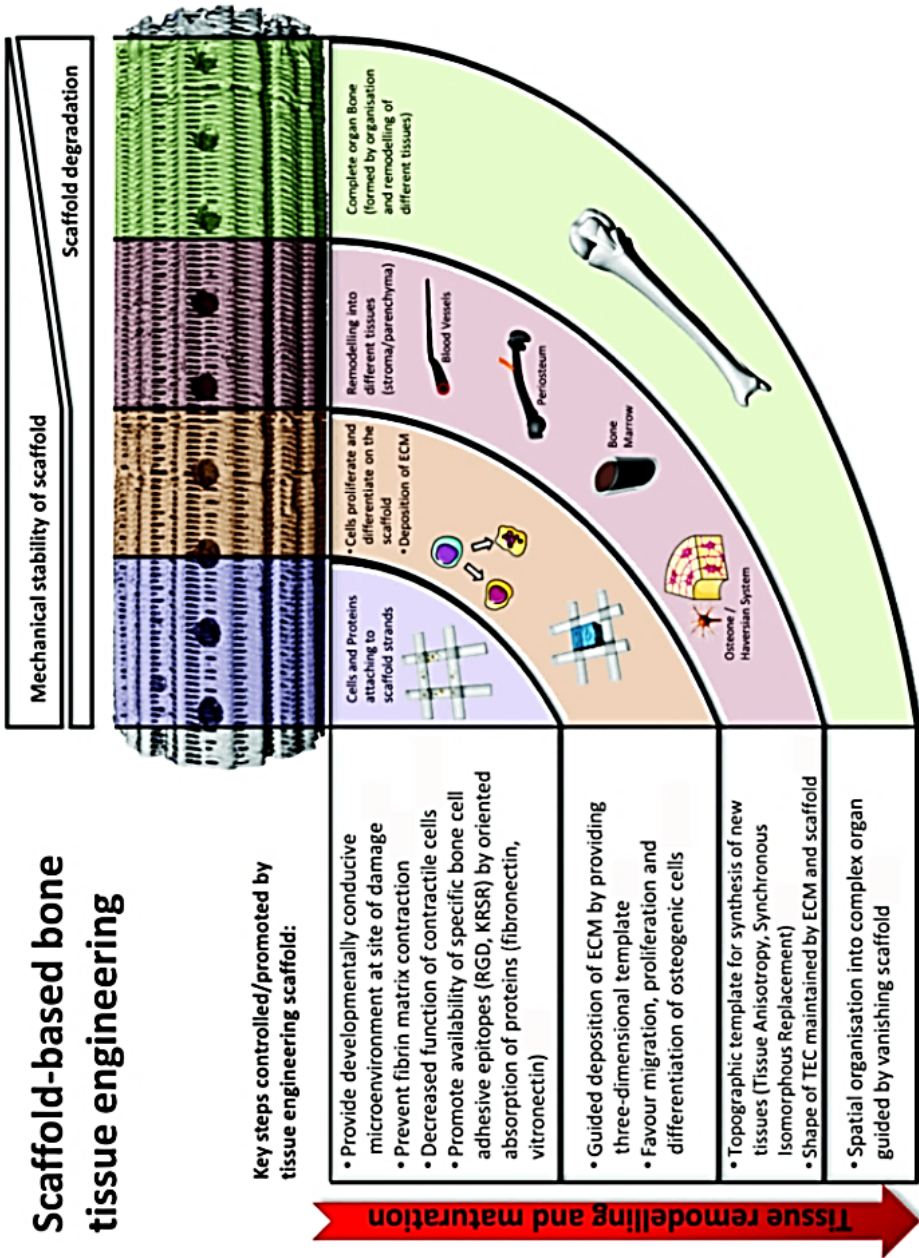 Scaffold-based bone
tissue engineering
Mechanical stability of scaffold
Scaffold degradation
Key steps controlled/promoted by
tissue engineering scaffold:
Tissue remodelling and maturation
• Provide developmentally conducive
microenvironment at site of damage
• Prevent fibrin matrix contraction
• Decreased function of contractile cells
• Promote availability of specific bone cell
adhesive epitopes (RGD, KRSR) by oriented
absorption of proteins (fibronectin,
vitronectin)
• Guided deposition of ECM by providing
three-dimensional template
• Favour migration, proliferation and
differentiation of osteogenic cells
• Topographic template for synthesis of new
tissues (Tissue Anisotropy, Synchronous
Isomorphous Replacement)
• Shape of TEC maintained by ECM and scaffold
• Spatial organisation into complex organ
guided by vanishing scaffold
Cells and Proteins
attaching to
scaffold strands
• Cells proliferate and
differentiate on the
scaffold
• Deposition of ECM
Remodelling into
different tissues
(stroma/parenchyma)
Blood Vessels
Periosteum
Bone
Marrow
Osteone /
Haversian System
Complete organ Bone
(formed by organisation
and remodelling of
different tissues)